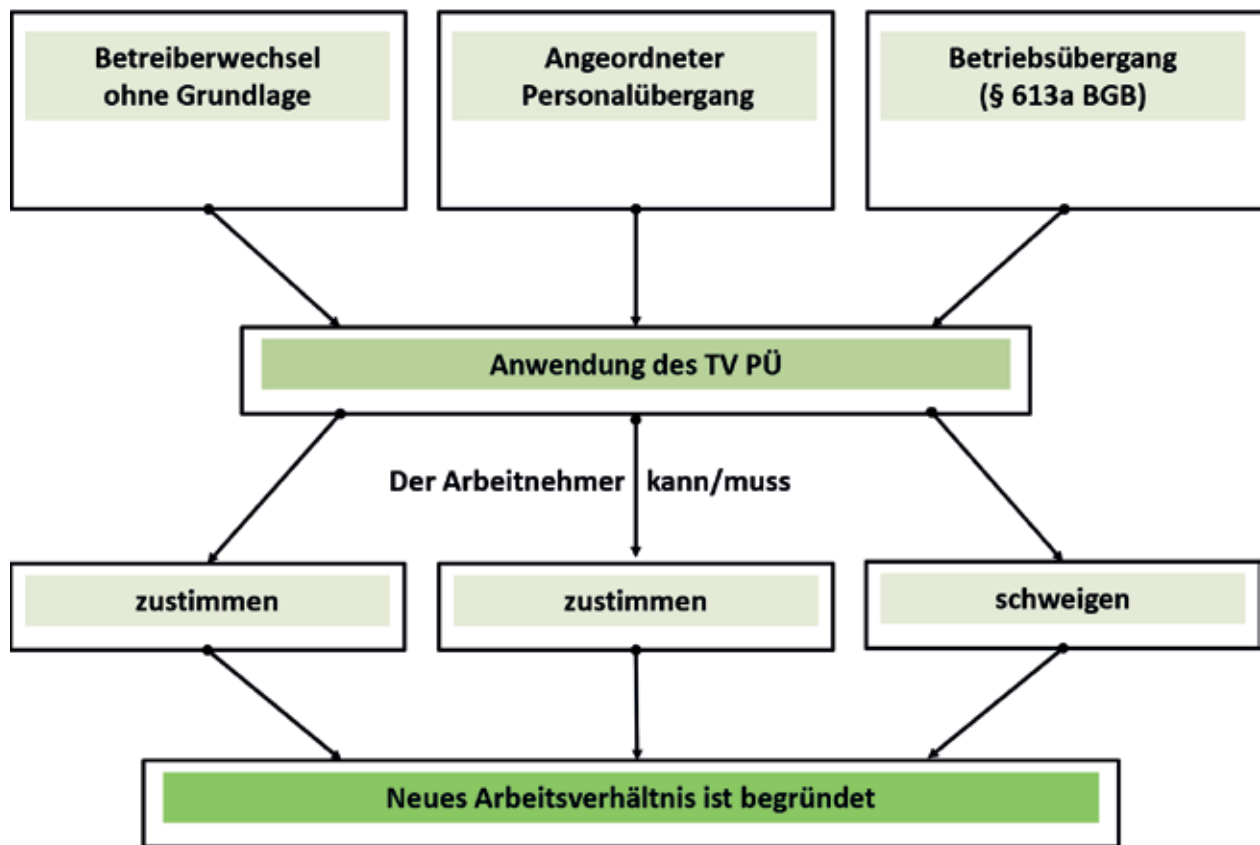 Betreiberwechsel
ohne Grundlage
Angeordneter
Personalübergang
Betriebsübergang
(§ 613a BGB)
Anwendung des TV PÜ
Der Arbeitnehmer kann/muss
zustimmen
zustimmen
schweigen
Neues Arbeitsverhältnis ist begründet